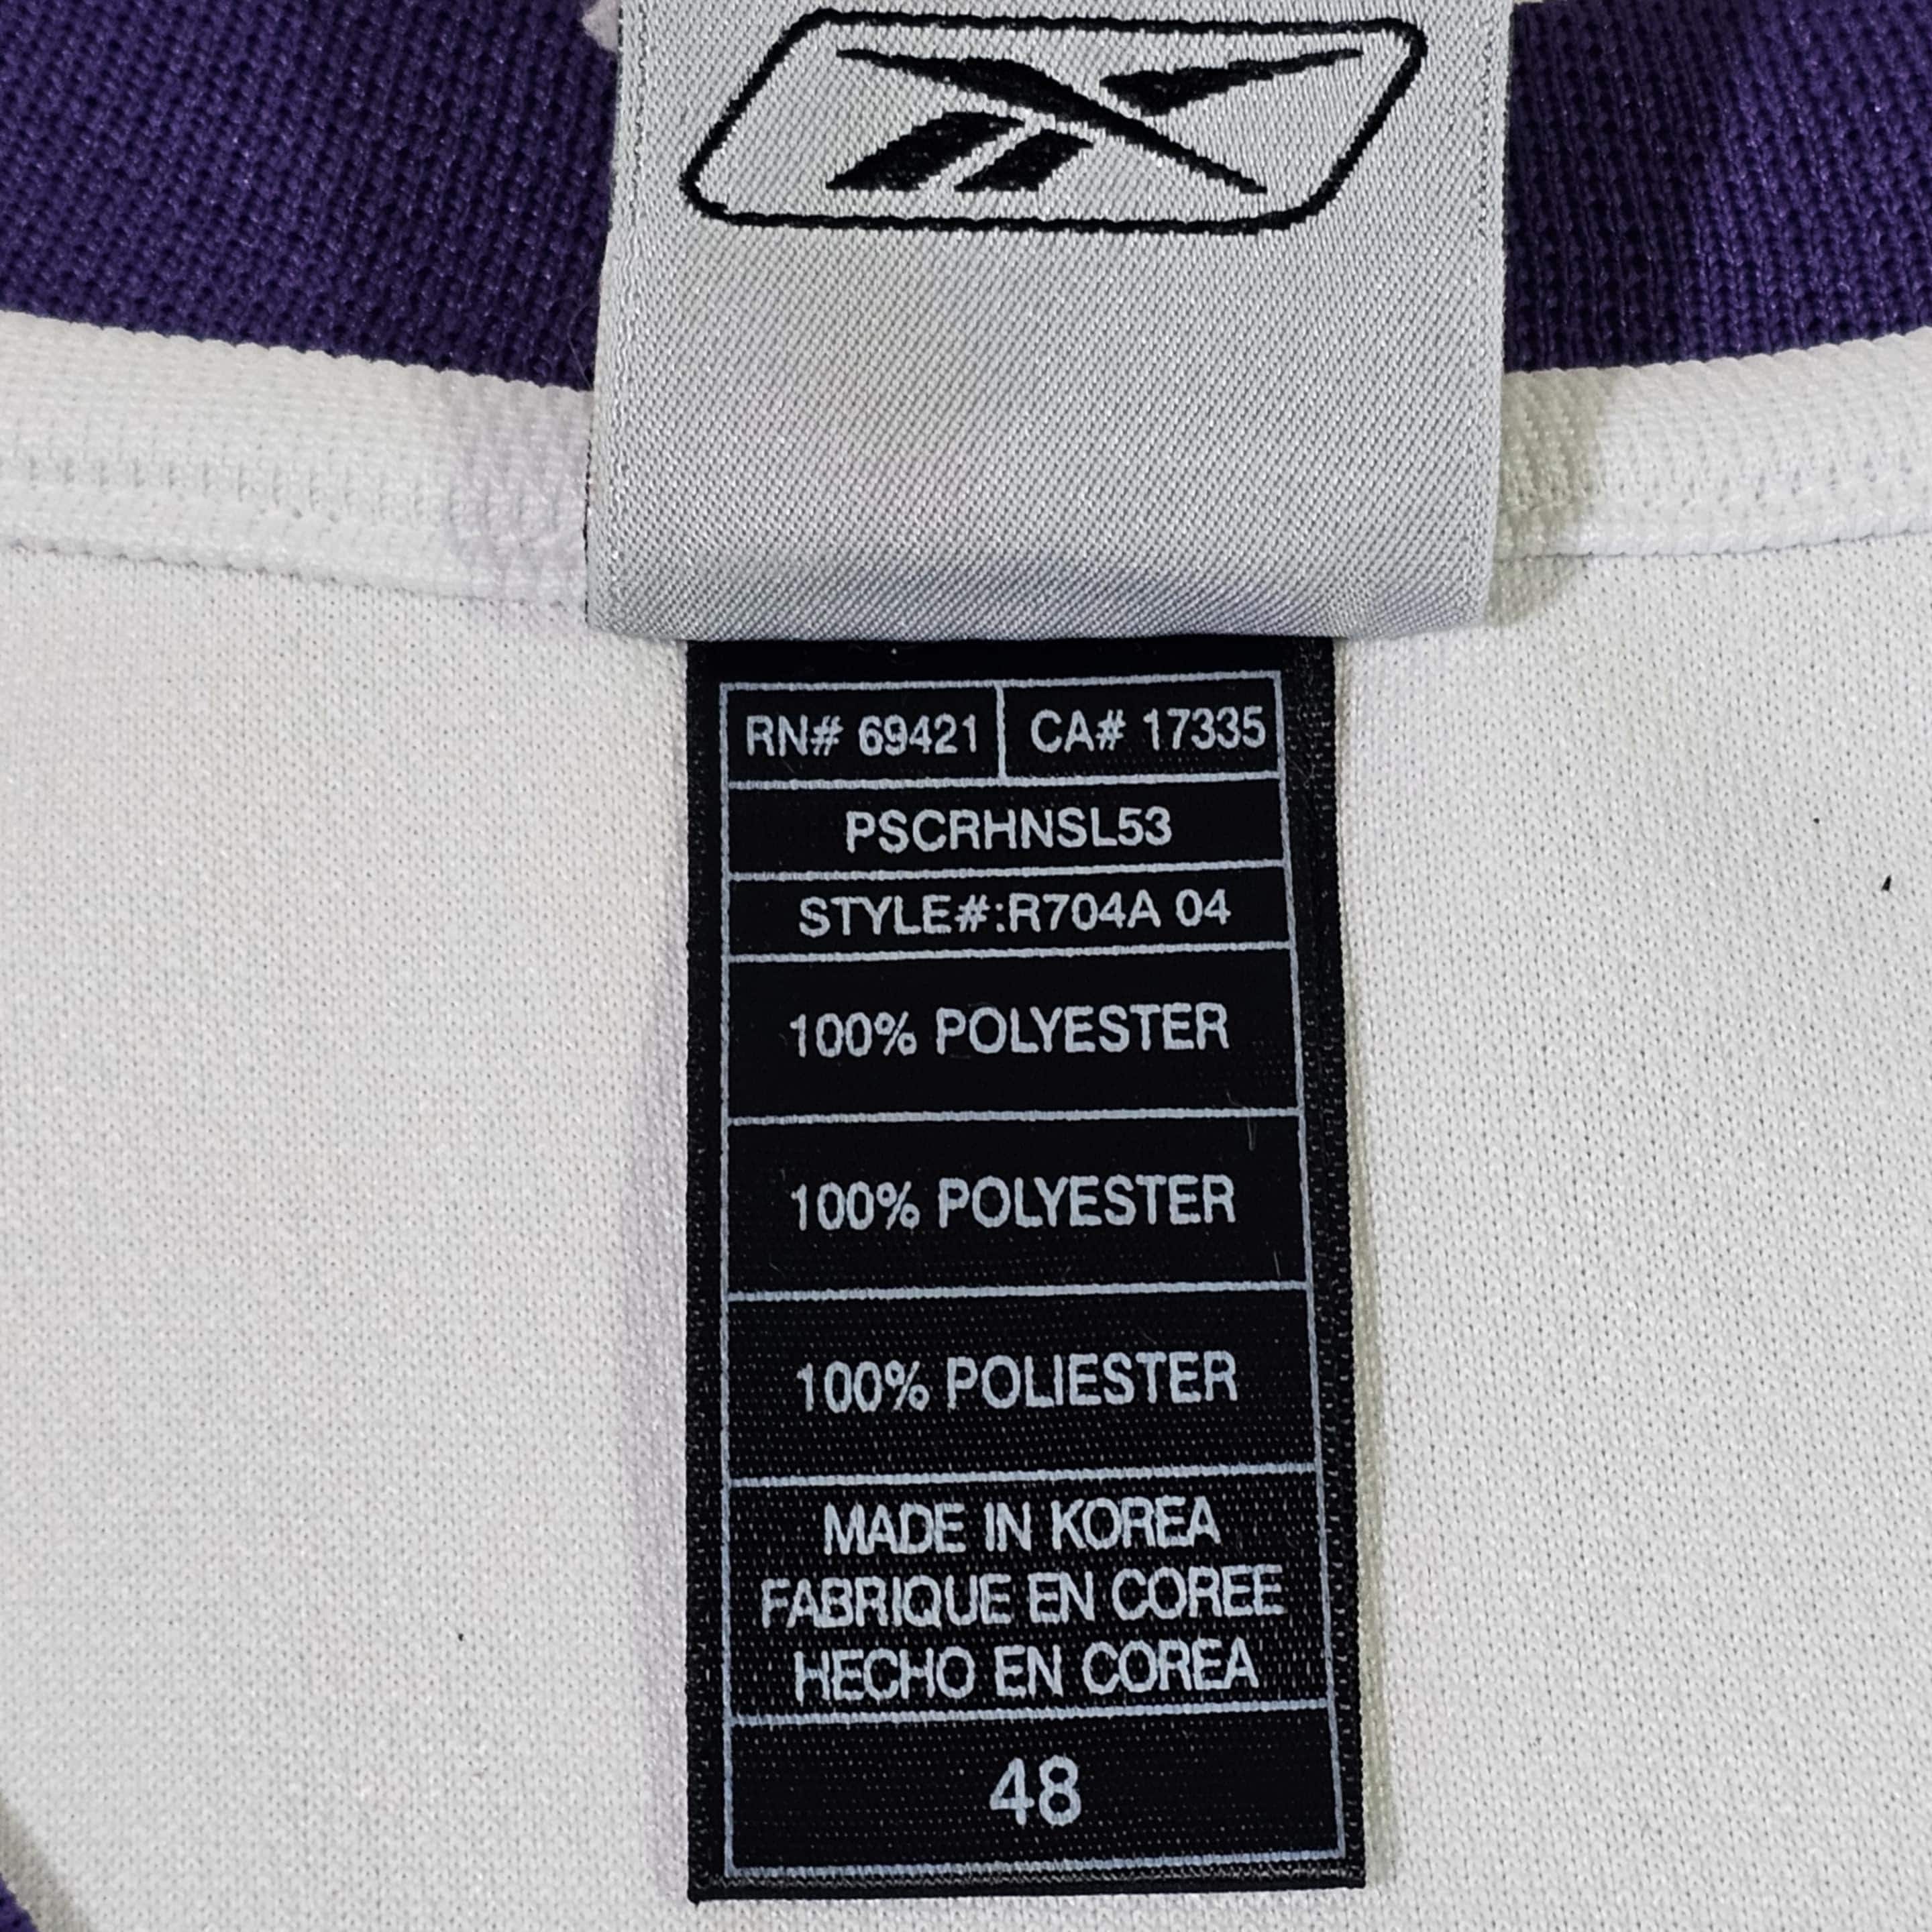 RN# 69421 CA# 17335
PSCRHNSL53
STYLE#:R704A 04
100% POLYESTER
100% POLYESTER
100% POLIESTER
MADE IN KOREA
FABRIQUE EN COREE
HECHO EN COREA
48